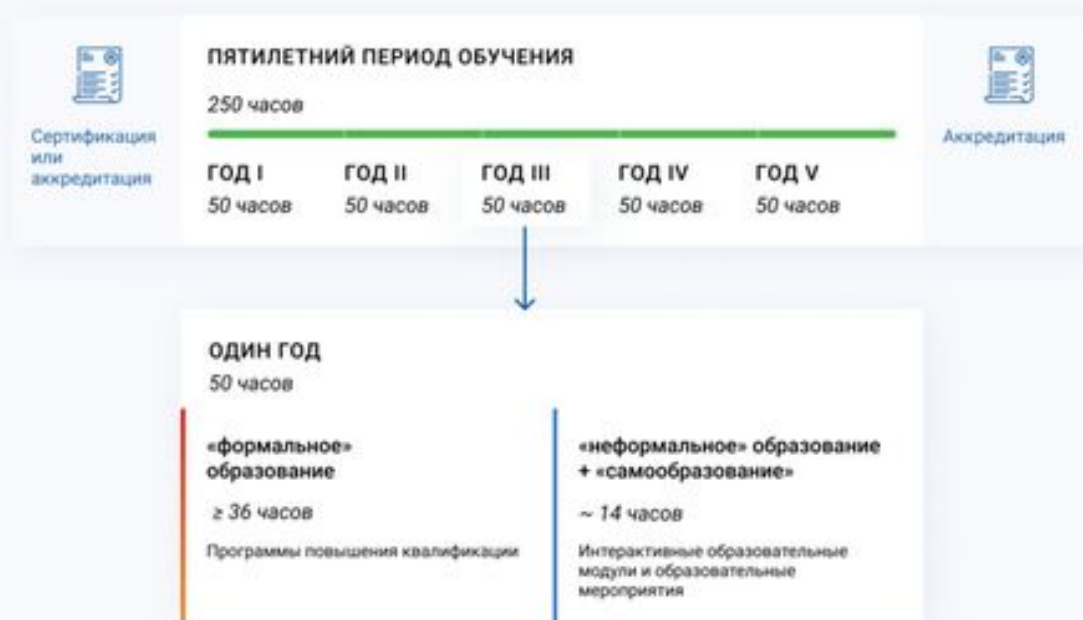 ПЯТИЛЕТНИЙ ПЕРИОД ОБУЧЕНИЯ
250 часов
Сертификация
или
аккредитация
Аккредитация
ГОД I
ГОД II
ГОД III
ГОД IV
ГОД V
50 часов
50 часов
50 часов
50 часов
50 часов
ОДИН ГОД
50 часов
«формальное»
образование
≥ 36 часов
Программы повышения квалификации
«неформальное» образование
+ «самообразование»
~ 14 часов
Интерактивные образовательные
модули и образовательные
мероприятия